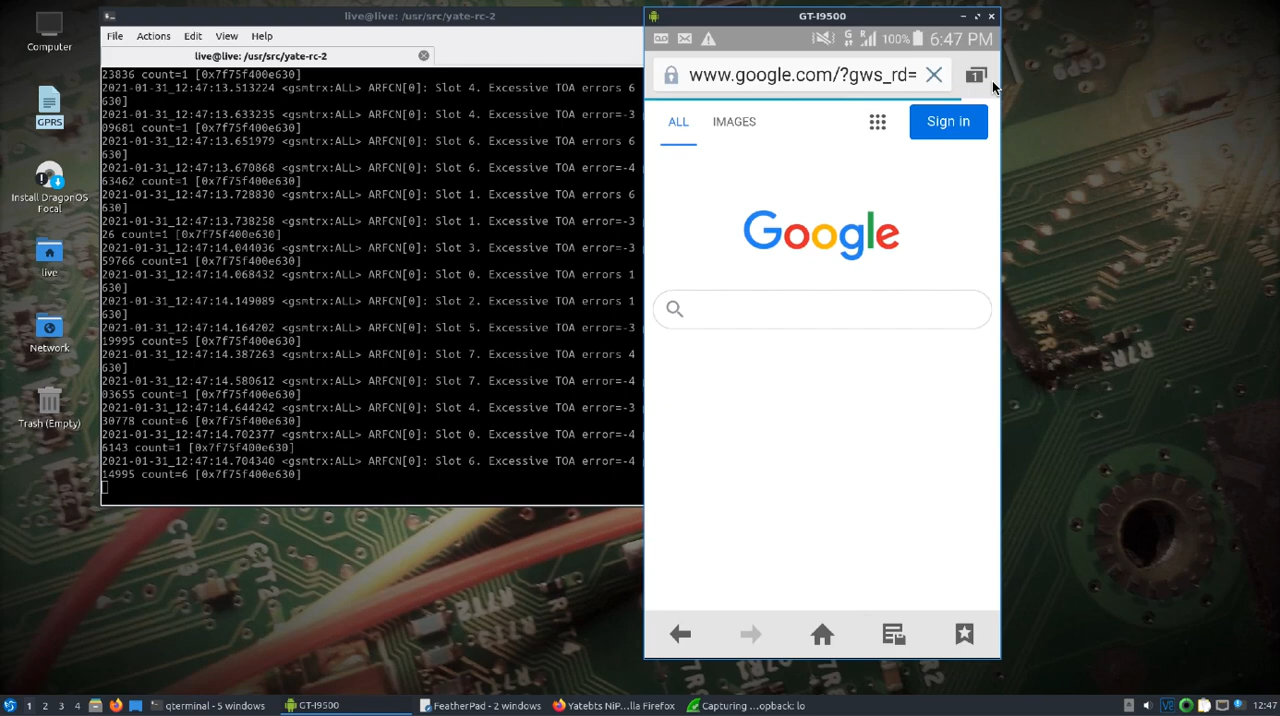 live@live: /usr/src/yate-rc-2
File Actions Edit View Help
live@live: /usr/src/yate-rc-2
23836 count=1 [0x7f75f400e630]
2021-01-31_12:47:13.513224 <gsmtrx:ALL> ARFCN[0]: Slot 4. Excessive TOA errors 6
630]
2021-01-31_12:47:13.633235 <gsmtrx:ALL> ARFCN[0]: Slot 4. Excessive TOA error=-3
09681 count=1 [0x7f75f400e630]
2021-01-31_12:47:13.651979 <gsmtrx:ALL> ARFCN[0]: Slot 6. Excessive TOA errors 6
630]
2021-01-31_12:47:13.670868 <gsmtrx:ALL> ARFCN[0]: Slot 6. Excessive TOA error=-4
63462 count=1 [0x7f75f400e630]
2021-01-31_12:47:13.728830 <gsmtrx:ALL> ARFCN[0]: Slot 1. Excessive TOA errors 6
630]
2021-01-31_12:47:13.738258 <gsmtrx:ALL> ARFCN[0]: Slot 1. Excessive TOA error=-3
26 count=1 [0x7f75f400e630]
2021-01-31_12:47:14.044036 <gsmtrx:ALL> ARFCN[0]: Slot 3. Excessive TOA error=-3
59766 count=1 [0x7f75f400e630]
2021-01-31_12:47:14.068432 <gsmtrx:ALL> ARFCN[0]: Slot 0. Excessive TOA errors 1
630]
2021-01-31_12:47:14.149089 <gsmtrx:ALL> ARFCN[0]: Slot 2. Excessive TOA errors 1
630]
2021-01-31_12:47:14.164202 <gsmtrx:ALL> ARFCN[0]: Slot 5. Excessive TOA error=-3
19995 count=5 [0x7f75f400e630]
2021-01-31_12:47:14.387263 <gsmtrx:ALL> ARFCN[0]: Slot 7. Excessive TOA errors 4
630]
2021-01-31_12:47:14.580612 <gsmtrx:ALL> ARFCN[0]: Slot 7. Excessive TOA error=-4
03655 count=1 [0x7f75f400e630]
2021-01-31_12:47:14.644242 <gsmtrx:ALL> ARFCN[0]: Slot 4. Excessive TOA error=-3
30778 count=6 [0x7f75f400e630]
2021-01-31_12:47:14.702377 <gsmtrx:ALL> ARFCN[0]: Slot 0. Excessive TOA error=-4
6143 count=1 [0x7f75f400e630]
2021-01-31_12:47:14.704340 <gsmtrx:ALL> ARFCN[0]: Slot 6. Excessive TOA error=-4
14995 count=6 [0x7f75f400e630]
GT-I9500
100% 6:47 PM
www.google.com/?gws_rd=
1
ALL IMAGES Sign in
Google
Computer
GPRS
Install DragonOS
Focal
live
Network
Trash (Empty)
1 2 3 4 qterminal - 5 windows GT-I9500 FeatherPad - 2 windows Yatebts NiP...lla Firefox Capturing ...opback: lo 12:47